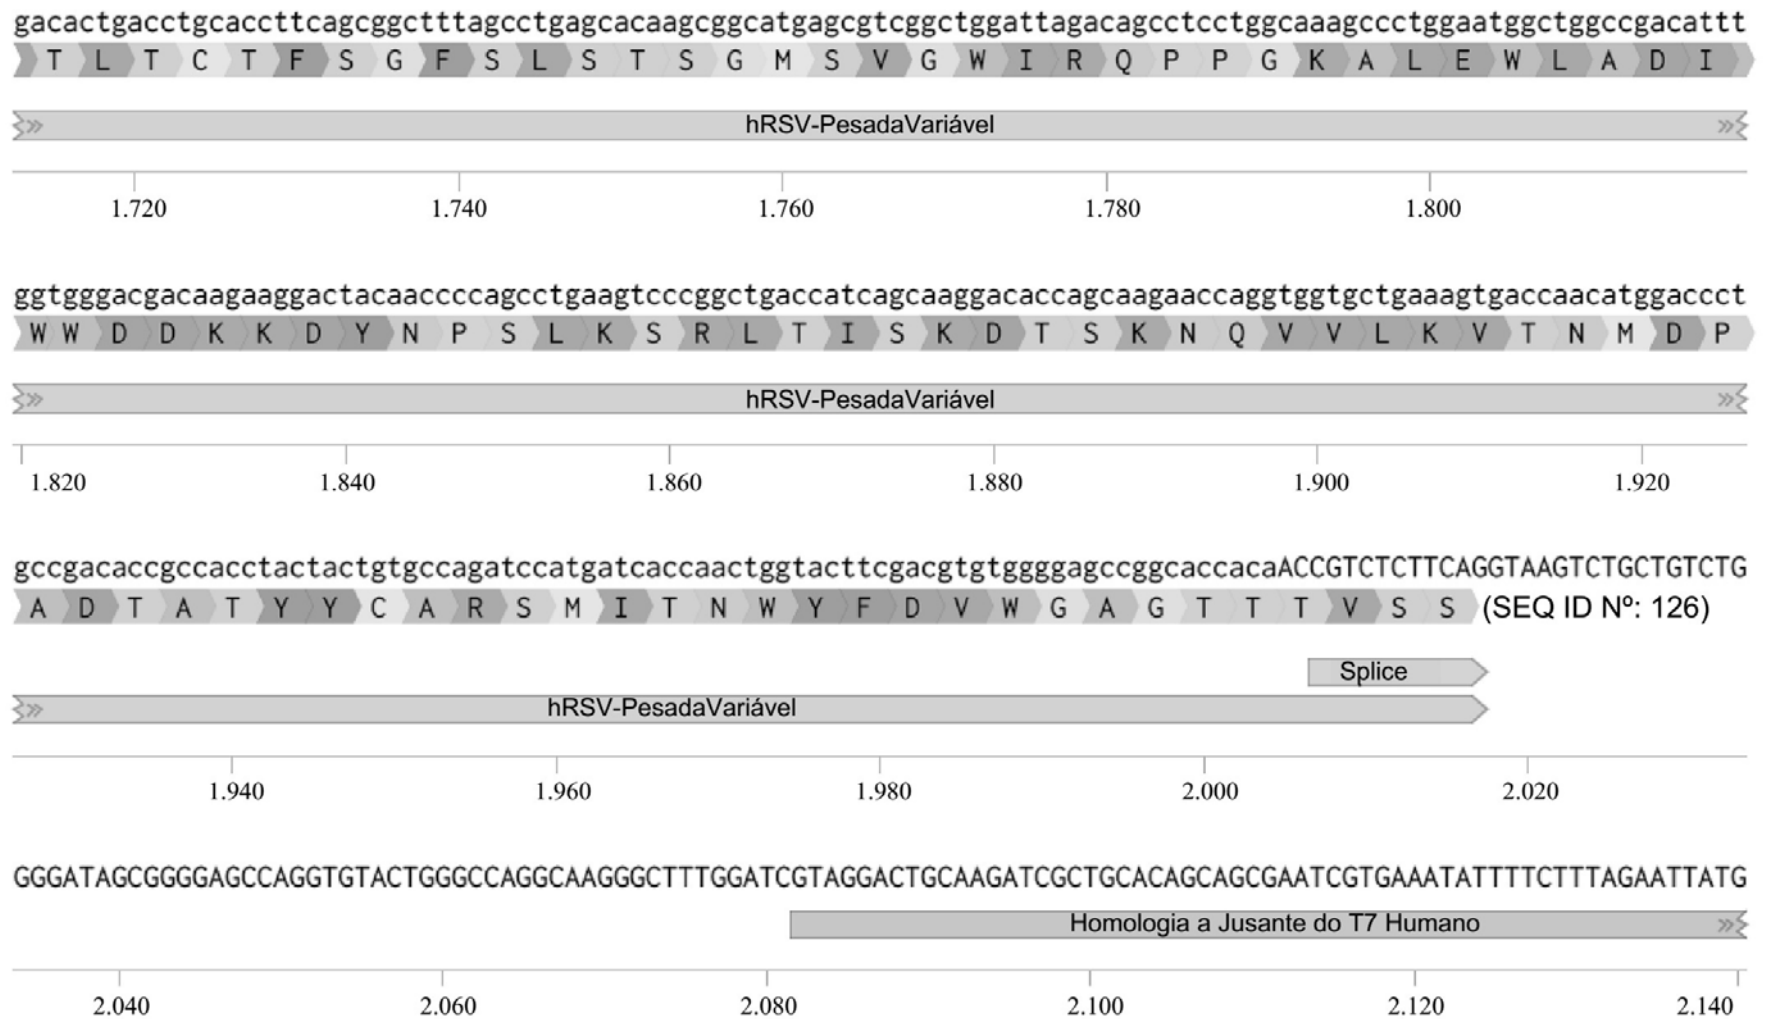 gacactgacctgcaccttcagcggctttagcctgagcacaagcggcatgagcgtcggctggattagacagcctcctggcaaagccctggaatggctggccgacattt
T L T C T F S G F S L S T S G M S V G W I R Q P P G K A L E W L A D I
hRSV-PesadaVariável
1.720 1.740 1.760 1.780 1.800
ggtgggacgacaagaaggactacaaccccagcctgaagtcccggctgaccatcagcaaggacaccagcaagaaccaggtggtgctgaaagtgaccaacatggaccct
W W D D K K D Y N P S L K S R L T I S K D T S K N Q V V L K V T N M D P
hRSV-PesadaVariável
1.820 1.840 1.860 1.880 1.900 1.920
gccgacaccgccacctactactgtgccagatccatgatcaccaactggtacttcgacgtgtggggagccggcaccacaACCGTCTCTTCAGGTAAGTCTGCTGTCTG
A D T A T Y Y C A R S M I T N W Y F D V W G A G T T T V S S (SEQ ID Nº: 126)
Splice
hRSV-PesadaVariável
1.940 1.960 1.980 2.000 2.020
GGGATAGCGGGGAGCCAGGTGTACTGGGCCAGGCAAGGGCTTTGGATCGTAGGACTGCAAGATCGCTGCACAGCAGCGAATCGTGAAATATTTTCTTTAGAATTATG
Homologia a Jusante do T7 Humano
2.040 2.060 2.080 2.100 2.120 2.140